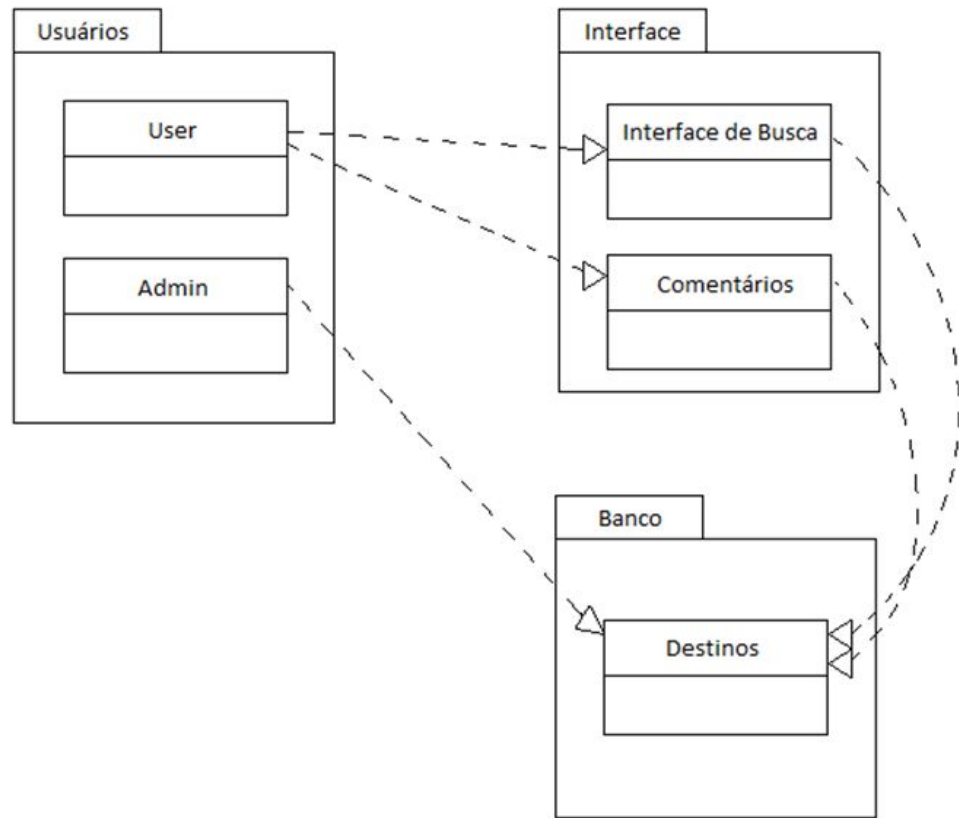 Usuários
User
Admin
Interface
Interface de Busca
Comentários
Banco
Destinos